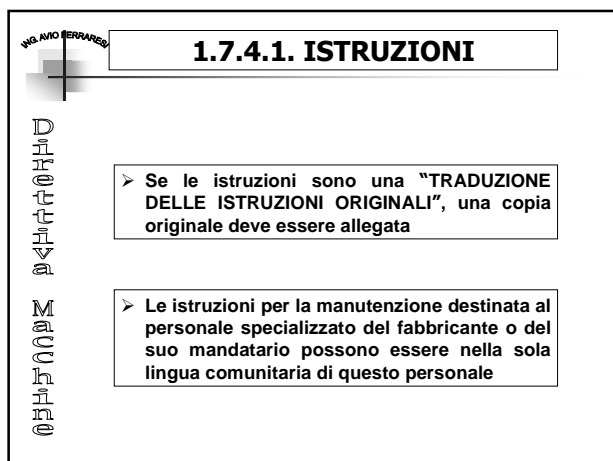 ING. AVIO FERRARESI
1.7.4.1. ISTRUZIONI
Direttiva Macchine
➢ Se le istruzioni sono una “TRADUZIONE
DELLE ISTRUZIONI ORIGINALI”, una copia
originale deve essere allegata
➢ Le istruzioni per la manutenzione destinata al
personale specializzato del fabbricante o del
suo mandatario possono essere nella sola
lingua comunitaria di questo personale